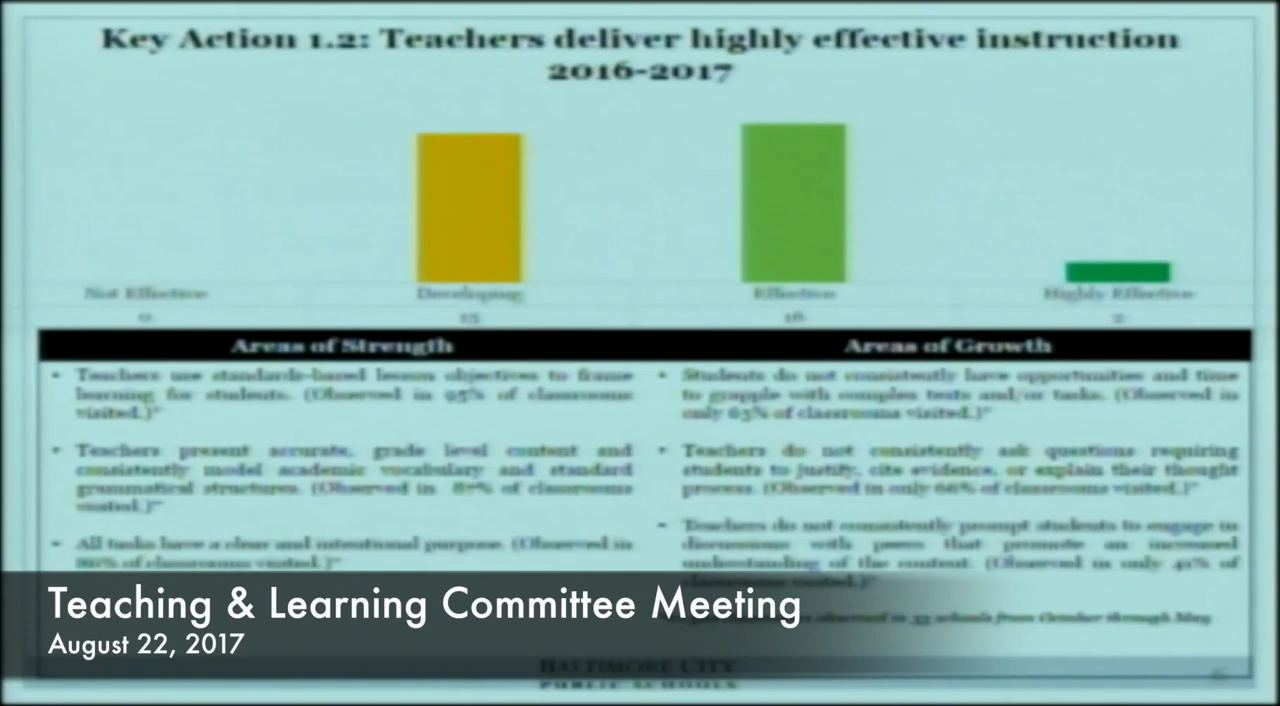 Key Action 1.2: Teachers deliver highly effective instruction
2016-2017
Not Effective
Developing
Effective
Highly Effective
0
15
16
2
Areas of Strength
Areas of Growth
• Teachers use standards-based lesson objectives to frame
learning for students. (Observed in 95% of classrooms
visited.)*
• Teachers present accurate, grade level content and
consistently model academic vocabulary and standard
grammatical structures. (Observed in 87% of classrooms
visited.)*
• All tasks have a clear and intentional purpose. (Observed in
of classrooms visited.)*
• Students do not consistently have opportunities and time
to grapple with complex texts and/or tasks. (Observed in
only 63% of classrooms visited.)*
• Teachers do not consistently ask questions requiring
students to justify, cite evidence, or explain their thought
process. (Observed in only 66% of classrooms visited.)*
• Teachers do not consistently prompt students to engage in
discussions with peers that promote an increased
understanding of the content. (Observed in only 41% of
classrooms visited.)*
observed in 33 schools from October through May.
Teaching & Learning Committee Meeting
August 22, 2017
BALTIMORE CITY
PUBLIC SCHOOLS